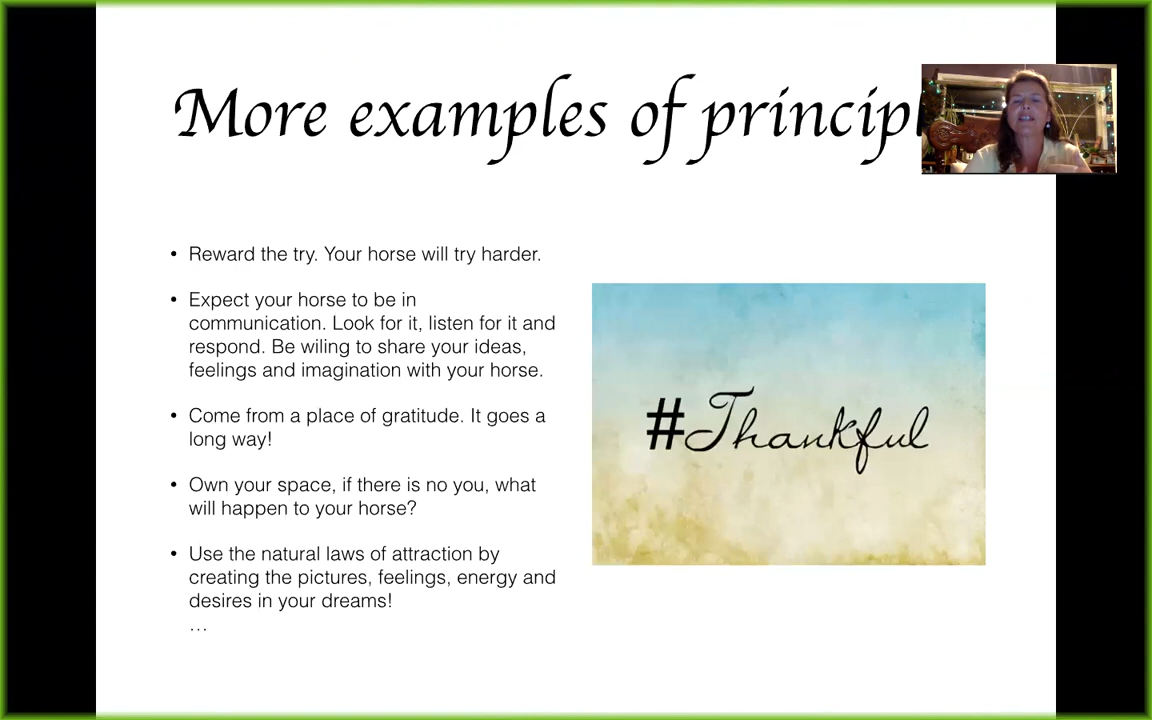 More examples of princip
• Reward the try. Your horse will try harder.
• Expect your horse to be in
communication. Look for it, listen for it and
respond. Be wiling to share your ideas,
feelings and imagination with your horse.
• Come from a place of gratitude. It goes a
long way!
• Own your space, if there is no you, what
will happen to your horse?
• Use the natural laws of attraction by
creating the pictures, feelings, energy and
desires in your dreams!
…
#Thankful